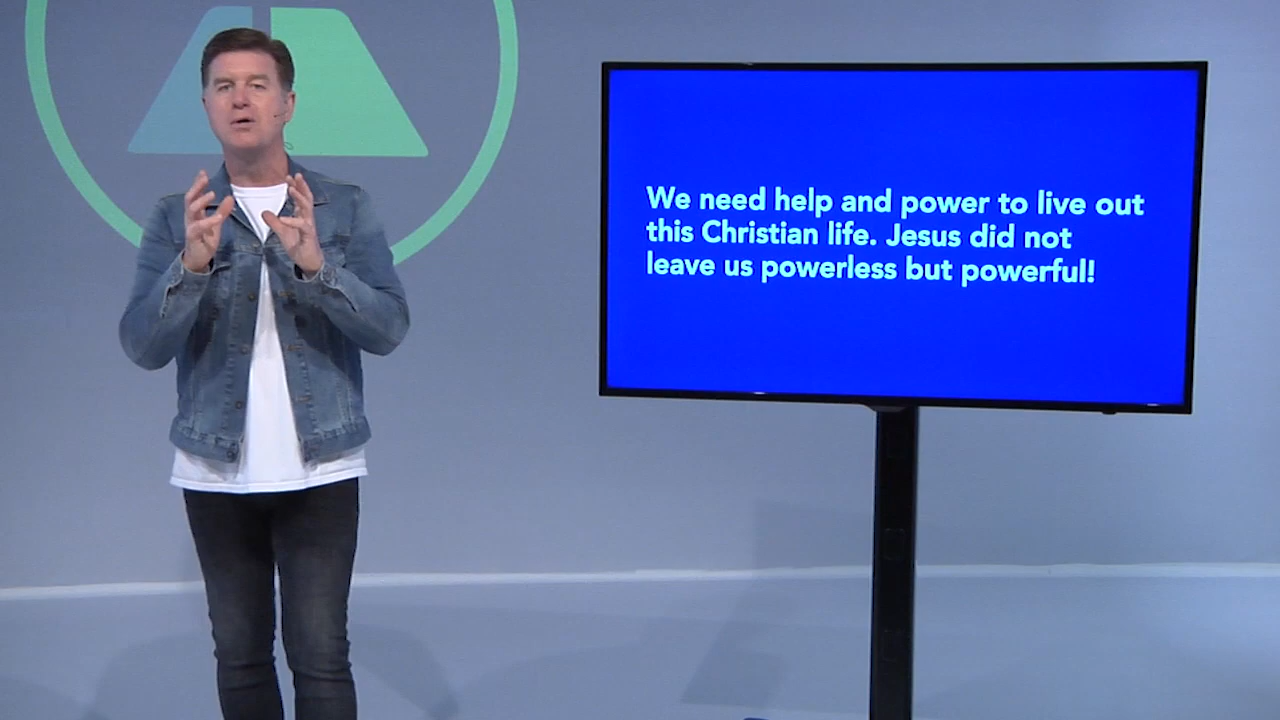 We need help and power to live out
this Christian life. Jesus did not
leave us powerless but powerful!